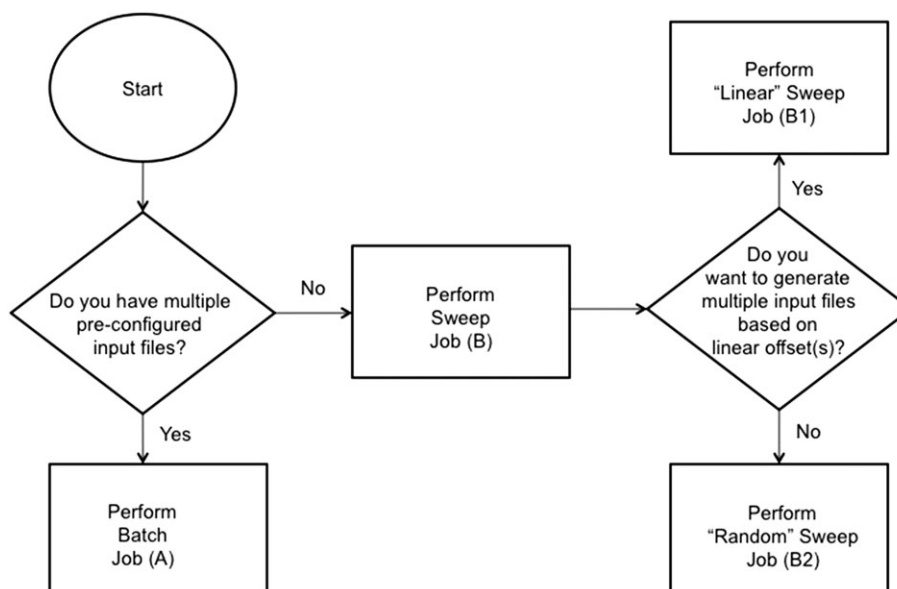 Start
Do you have multiple
pre-configured
input files?
No
Yes
Perform
Batch
Job (A)
Perform
Sweep
Job (B)
Do you
want to generate
multiple input files
based on
linear offset(s)?
Yes
Perform
“Linear” Sweep
Job (B1)
No
Perform
“Random” Sweep
Job (B2)